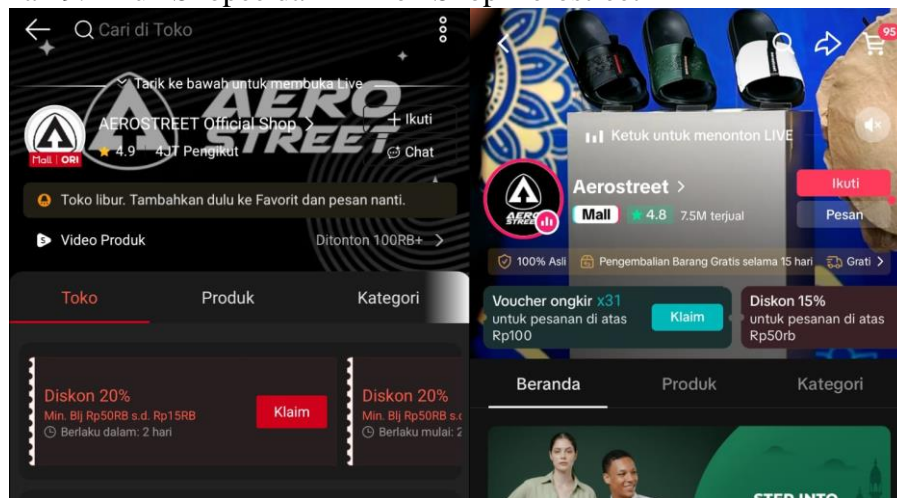 Cari di Toko
Tarik ke bawah untuk membuka Live
AERO
STREET
AEROSTREET Official Shop >
+ Ikuti
4.9 4JT Pengikut
Chat
Mall | ORI
Toko libur. Tambahkan dulu ke Favorit dan pesan nanti.
Video Produk
Ditonton 100RB+ >
Toko Produk Kategori
Diskon 20%
Min. Blj Rp50RB s.d. Rp15RB
Berlaku dalam: 2 hari
Klaim
Diskon 20%
Min. Blj Rp50RB s.d
Berlaku mulai: 2
95
Ketuk untuk menonton LIVE
AERO
STREET
Aerostreet >
Ikuti
Mall 4.8 7.5M terjual
Pesan
100% Asli Pengembalian Barang Gratis selama 15 hari Grati >
Voucher ongkir x31
untuk pesanan di atas
Rp100
Klaim
Diskon 15%
untuk pesanan di atas
Rp50rb
Beranda Produk Kategori
STEP INTO